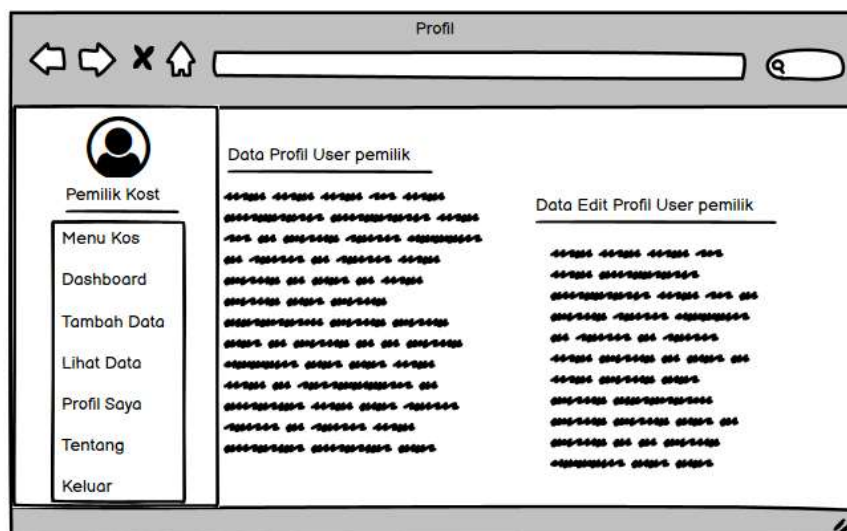 Profil
Pemilik Kost
Menu Kos
Dashboard
Tambah Data
Lihat Data
Profil Saya
Tentang
Keluar
Data Profil User pemilik
Data Edit Profil User pemilik